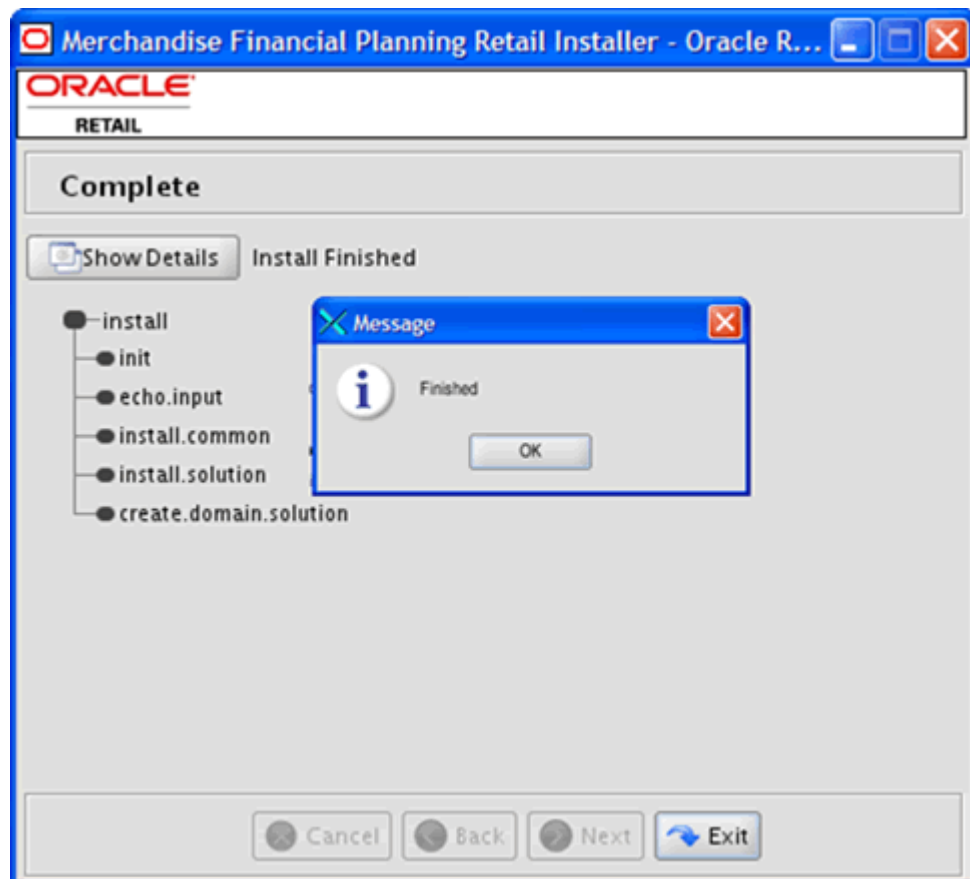 Merchandise Financial Planning Retail Installer - Oracle R...
ORACLE
RETAIL
Complete
Show Details Install Finished
install
init
echo.input
install.common
install.solution
create.domain.solution
Message
Finished
OK
Cancel Back Next Exit